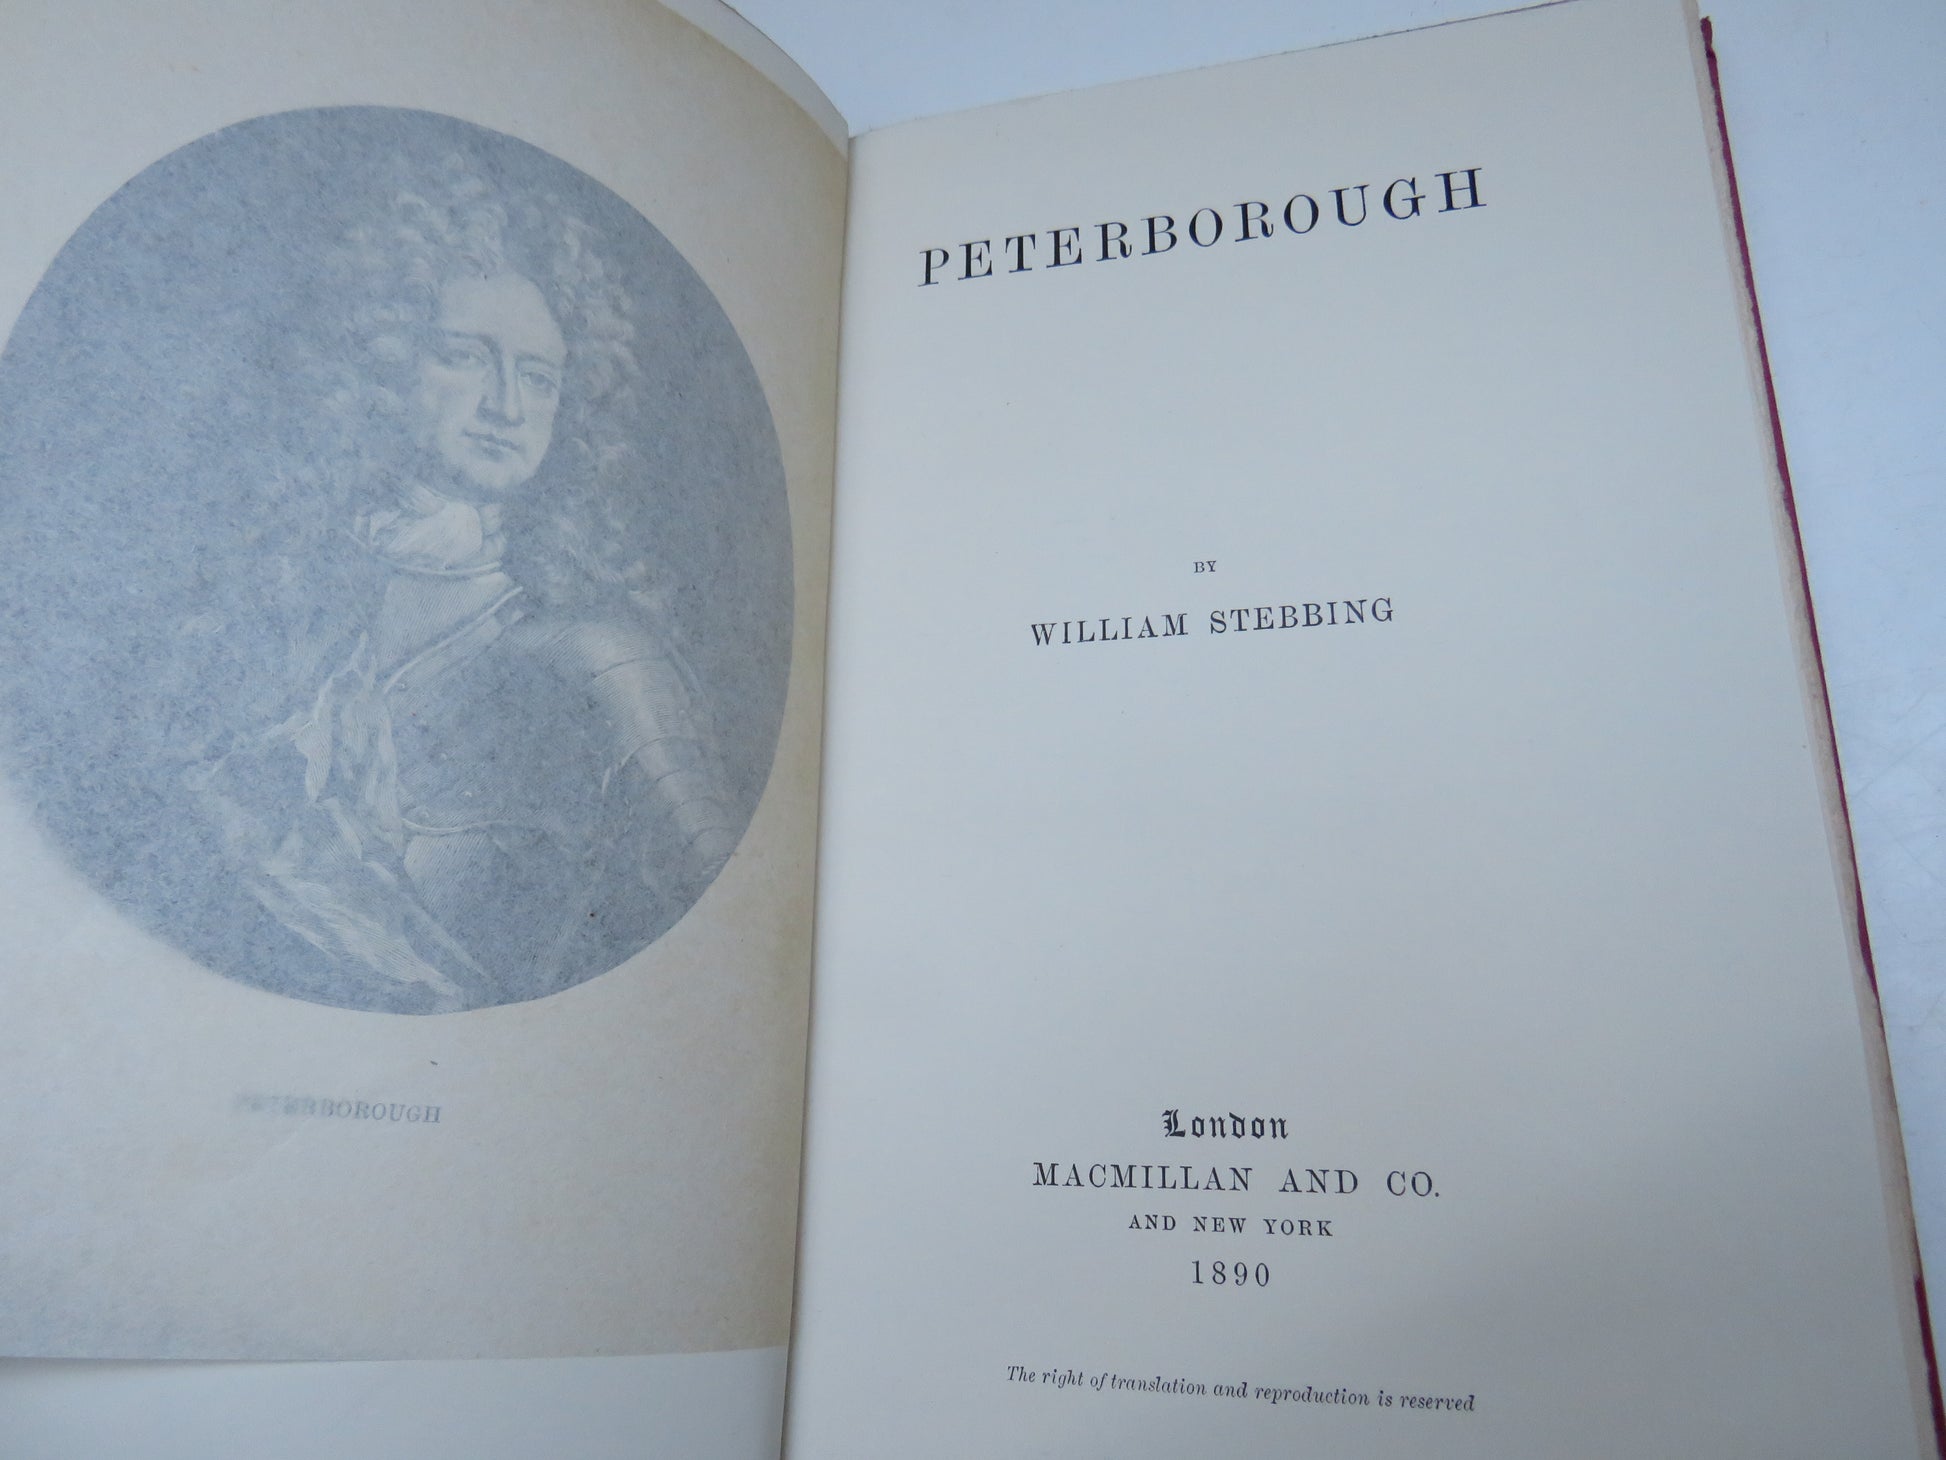 PETERBOROUGH
PETERBOROUGH
BY
WILLIAM STEBBING
London
MACMILLAN AND CO.
AND NEW YORK
1890
The right of translation and reproduction is reserved